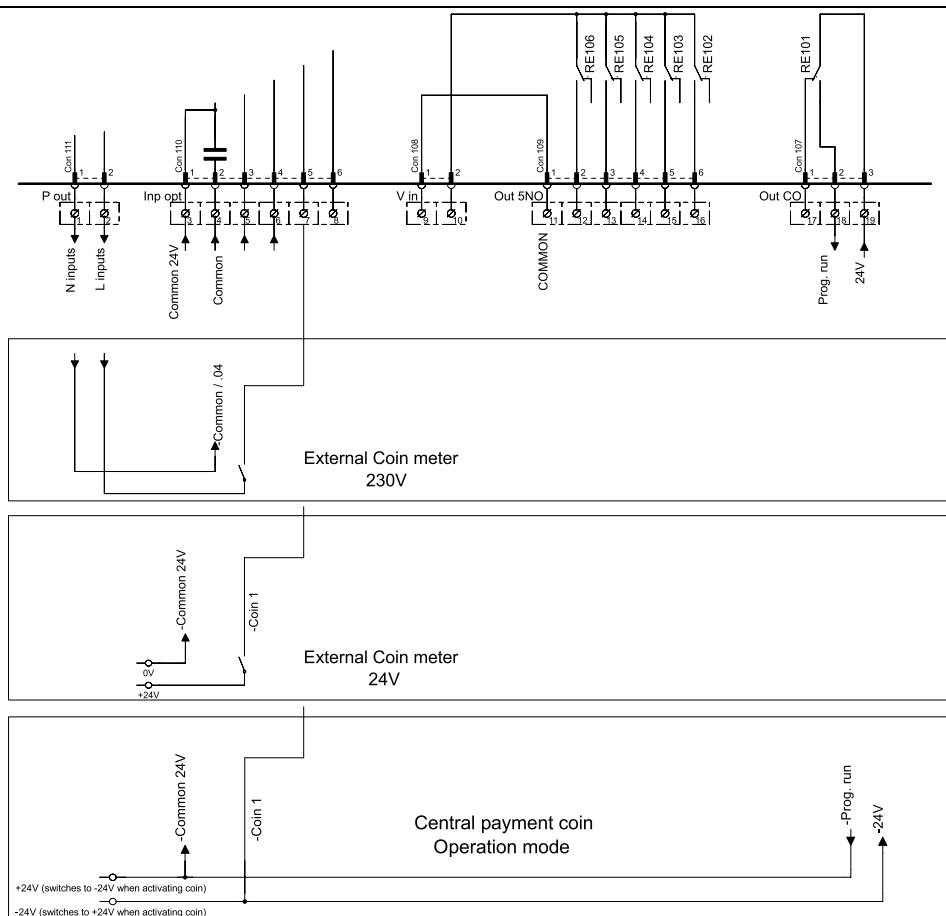 RE106
RE105
RE104
RE103
RE102
RE101
Con 111
Con 110
Con 108
Con 109
Con 107
1
2
1
2
3
4
5
6
1
2
1
2
3
4
5
6
1
2
3
P out
Inp opt
V in
Out 5NO
Out CO
1
2
3
4
5
6
7
8
9
10
11
12
13
14
15
16
17
18
19
N inputs
L inputs
Common 24V
Common
COMMON
Prog. run
24V
-Common / .04
External Coin meter
230V
-Common 24V
-Coin 1
0V
+24V
External Coin meter
24V
-Common 24V
-Coin 1
Central payment coin
Operation mode
-Prog. run
-24V
+24V (switches to -24V when activating coin)
-24V (switches to +24V when activating coin)